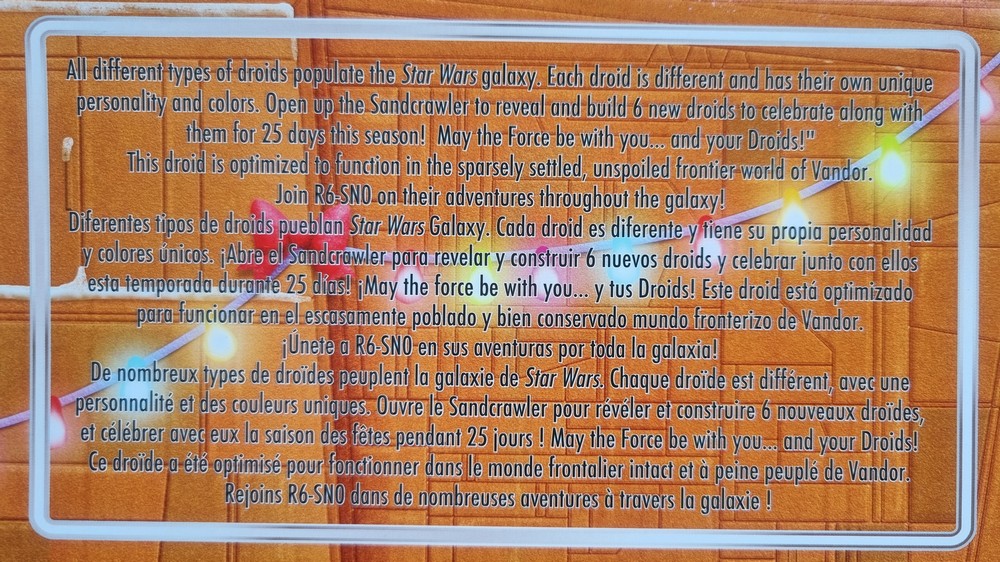 All different types of droids populate the Star Wars galaxy. Each droid is different and has their own unique
personality and colors. Open up the Sandcrawler to reveal and build 6 new droids to celebrate along with
them for 25 days this season! May the Force be with you... and your Droids!"
This droid is optimized to function in the sparsely settled, unspoiled frontier world of Vandor.
Join R6-SN0 on their adventures throughout the galaxy!
Diferentes tipos de droids pueblan Star Wars Galaxy. Cada droid es diferente y tiene su propia personalidad
y colores únicos. ¡Abre el Sandcrawler para revelar y construir 6 nuevos droids y celebrar junto con ellos
esta temporada durante 25 días! ¡May the force be with you... y tus Droids! Este droid está optimizado
para funcionar en el escasamente poblado y bien conservado mundo fronterizo de Vandor.
¡Únete a R6-SN0 en sus aventuras por toda la galaxia!
De nombreux types de droïdes peuplent la galaxie de Star Wars. Chaque droïde est différent, avec une
personnalité et des couleurs uniques. Ouvre le Sandcrawler pour révéler et construire 6 nouveaux droïdes,
et célébrer avec eux la saison des fêtes pendant 25 jours ! May the Force be with you... and your Droids!
Ce droïde a été optimisé pour fonctionner dans le monde frontalier intact et à peine peuplé de Vandor.
Rejoins R6-SN0 dans de nombreuses aventures à travers la galaxie !